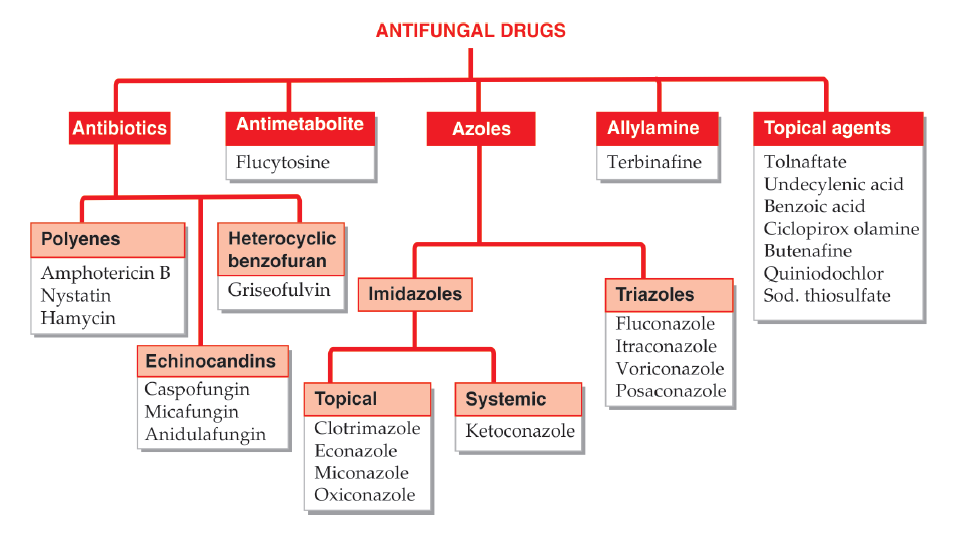 ANTIFUNGAL DRUGS
Antibiotics
Antimetabolite
Flucytosine
Azoles
Allylamine
Terbinafine
Topical agents
Tolnaftate
Undecylenic acid
Benzoic acid
Ciclopirox olamine
Butenafine
Quiniodochlor
Sod. thiosulfate
Polyenes
Amphotericin B
Nystatin
Hamycin
Heterocyclic
benzofuran
Griseofulvin
Echinocandins
Caspofungin
Micafungin
Anidulafungin
Imidazoles
Topical
Clotrimazole
Econazole
Miconazole
Oxiconazole
Systemic
Ketoconazole
Triazoles
Fluconazole
Itraconazole
Voriconazole
Posaconazole